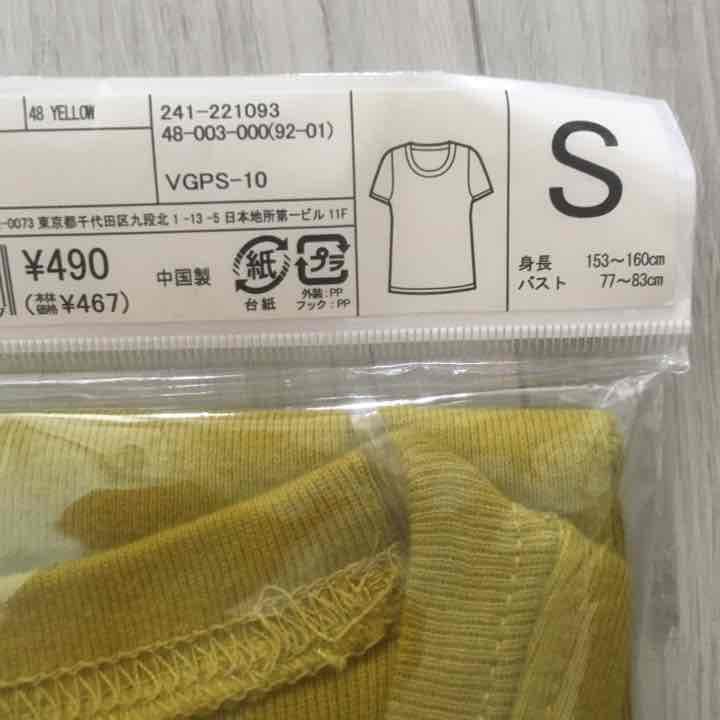 48 YELLOW
241-221093
48-003-000(92-01)
VGPS-10
-0073 東京都千代田区九段北1-13-5 日本地所第一ビル 11F
¥490
(本体価格¥467)
中国製
紙
台紙
プラ
外装:PP
フック:PP
S
身長 153~160cm
バスト 77~83cm